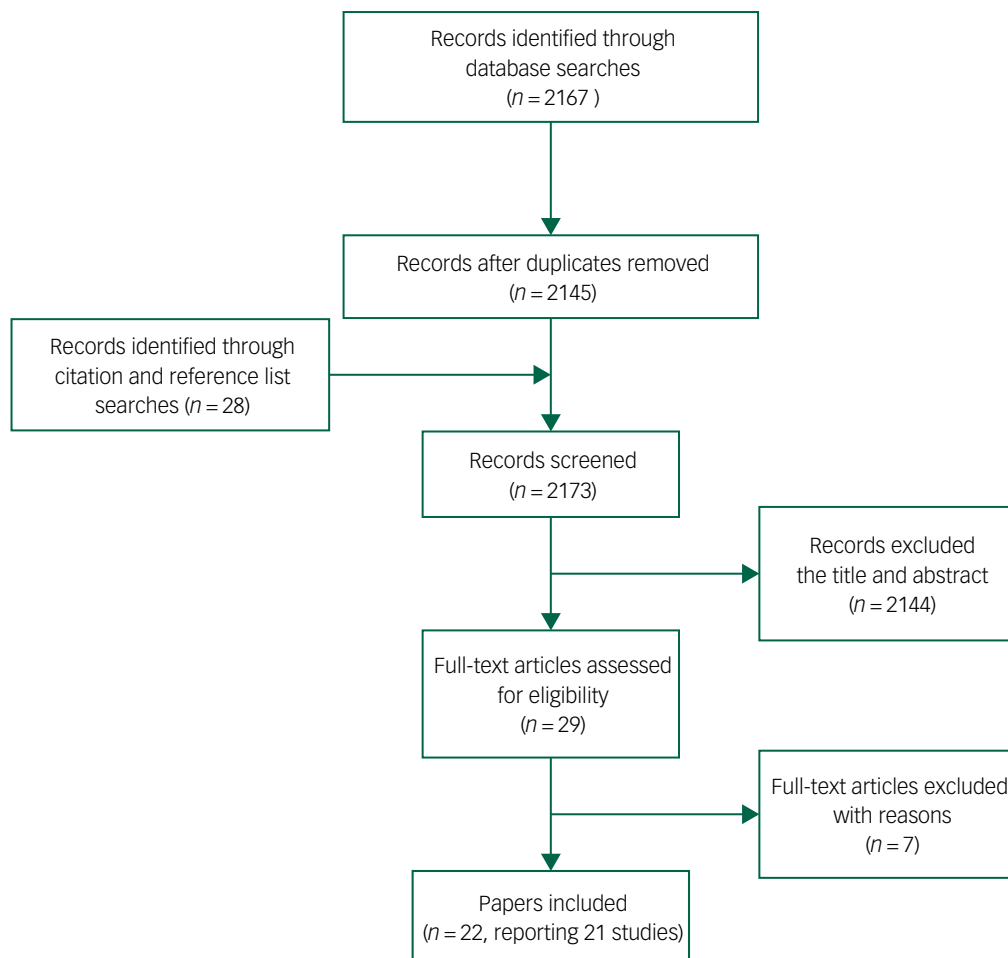 Records identified through
database searches
(n = 2167 )
Records after duplicates removed
(n = 2145)
Records identified through
citation and reference list
searches (n = 28)
Records screened
(n = 2173)
Records excluded
the title and abstract
(n = 2144)
Full-text articles assessed
for eligibility
(n = 29)
Full-text articles excluded
with reasons
(n = 7)
Papers included
(n = 22, reporting 21 studies)